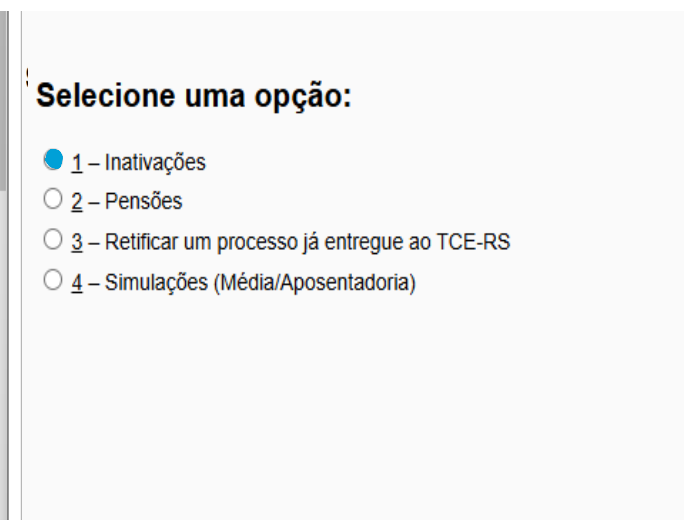 Selecione uma opção:
1 – Inativações
2 – Pensões
3 – Retificar um processo já entregue ao TCE-RS
4 – Simulações (Média/Aposentadoria)